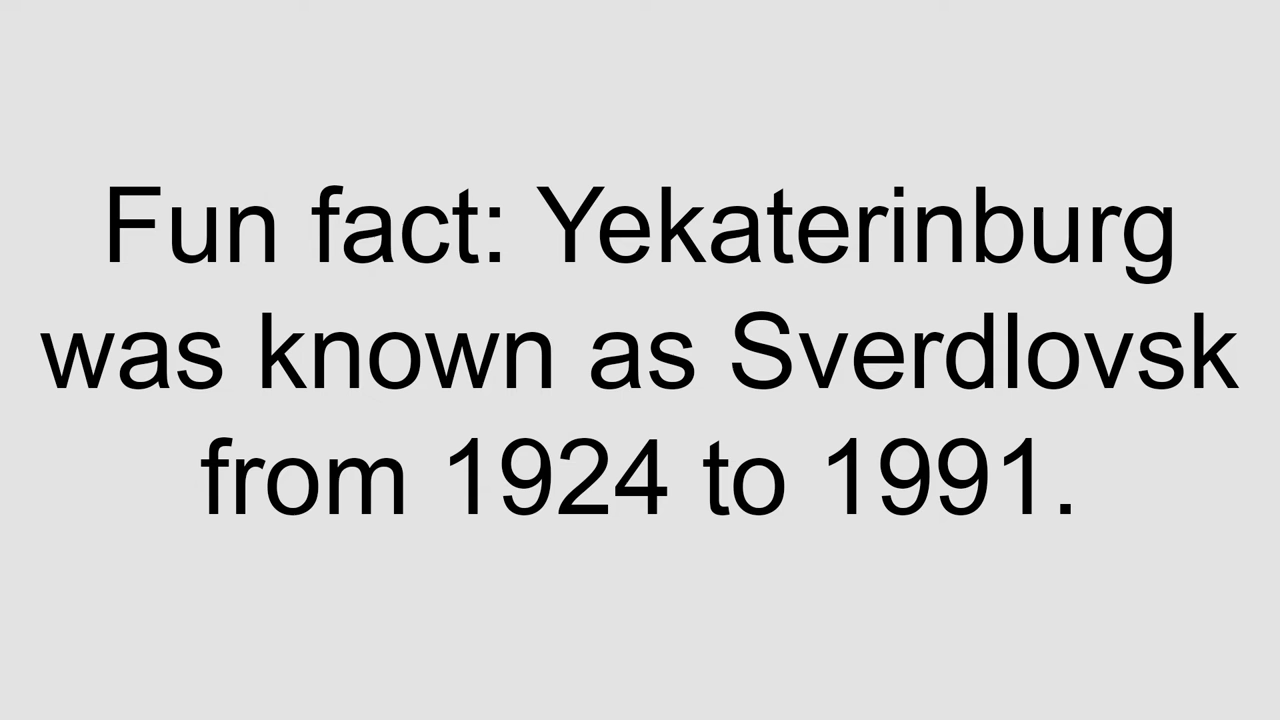 Fun fact: Yekaterinburg
was known as Sverdlovsk
from 1924 to 1991.